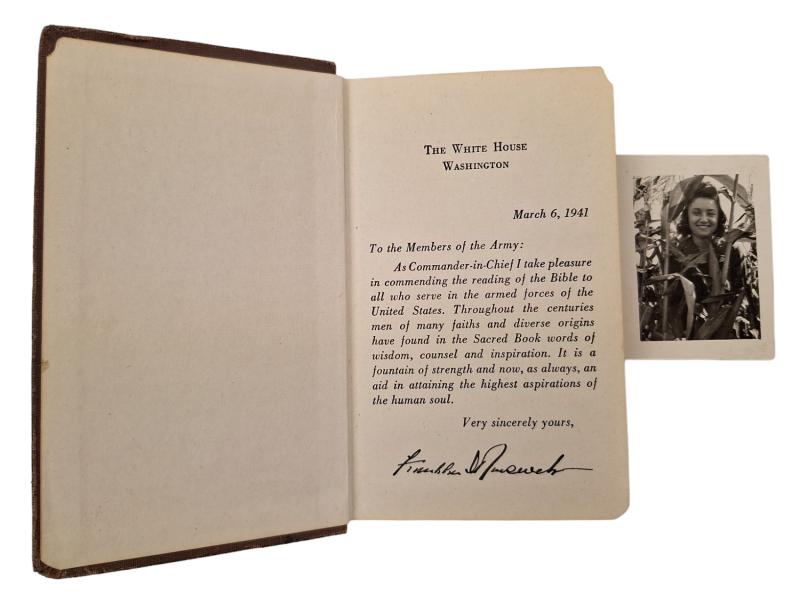 THE WHITE HOUSE
WASHINGTON
March 6, 1941
To the Members of the Army:
As Commander-in-Chief I take pleasure
in commending the reading of the Bible to
all who serve in the armed forces of the
United States. Throughout the centuries
men of many faiths and diverse origins
have found in the Sacred Book words of
wisdom, counsel and inspiration. It is a
fountain of strength and now, as always, an
aid in attaining the highest aspirations of
the human soul.
Very sincerely yours,
Franklin D Roosevelt